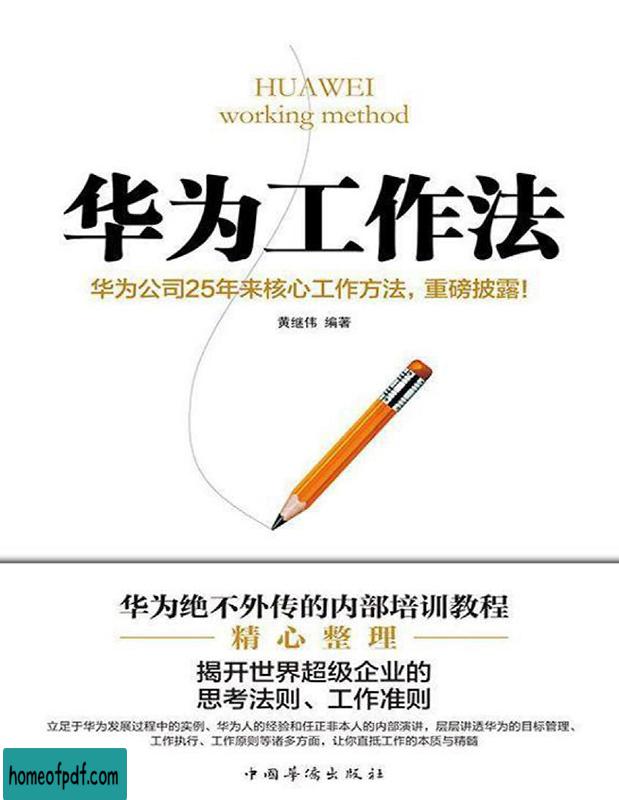 HUAWEI
working method
华为工作法
华为公司25年来核心工作方法，重磅披露！
黄继伟 编著
华为绝不外传的内部培训教程
精心整理
揭开世界超级企业的
思考法则、工作准则
立足于华为发展过程中的实例、华为人的经验和任正非本人的内部演讲，层层讲透华为的目标管理、
工作执行、工作原则等诸多方面，让你直抵工作的本质与精髓
中国华侨出版社
homeofpdf.com